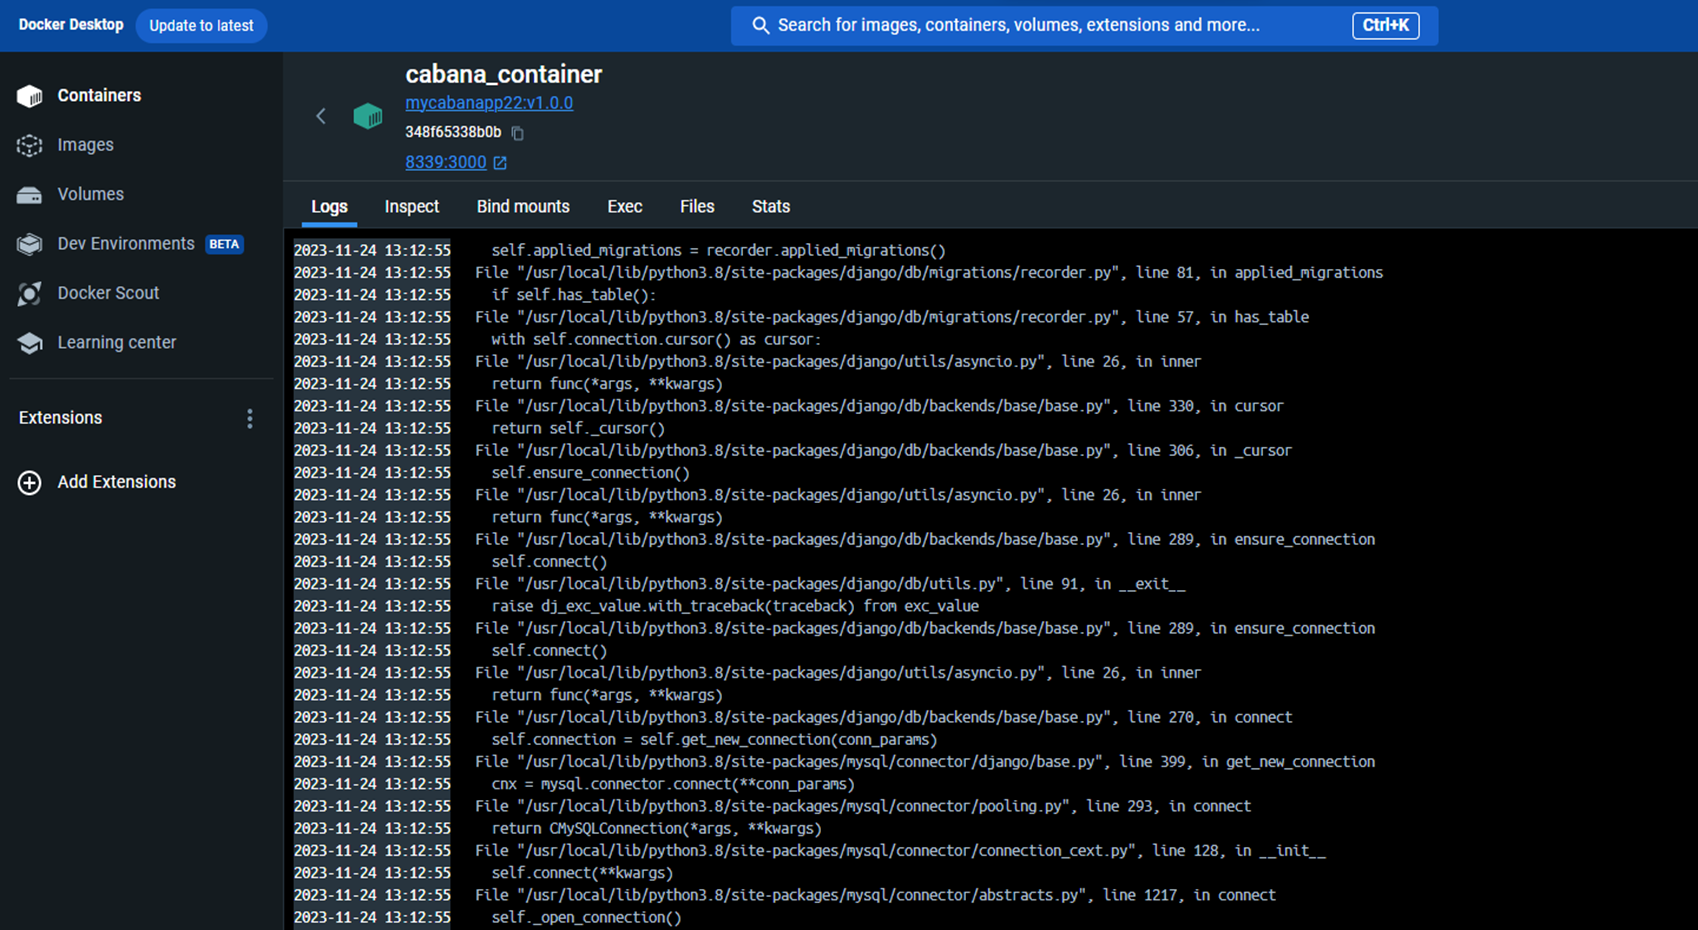 Docker Desktop
Update to latest
Search for images, containers, volumes, extensions and more...
Ctrl+K
Containers
Images
Volumes
Dev Environments BETA
Docker Scout
Learning center
Extensions
Add Extensions
cabana_container
mycabanapp22:v1.0.0
348f65338b0b
8339:3000
Logs Inspect Bind mounts Exec Files Stats
2023-11-24 13:12:55 self.applied_migrations = recorder.applied_migrations()
2023-11-24 13:12:55 File "/usr/local/lib/python3.8/site-packages/django/db/migrations/recorder.py", line 81, in applied_migrations
2023-11-24 13:12:55 if self.has_table():
2023-11-24 13:12:55 File "/usr/local/lib/python3.8/site-packages/django/db/migrations/recorder.py", line 57, in has_table
2023-11-24 13:12:55 with self.connection.cursor() as cursor:
2023-11-24 13:12:55 File "/usr/local/lib/python3.8/site-packages/django/utils/asyncio.py", line 26, in inner
2023-11-24 13:12:55 return func(*args, **kwargs)
2023-11-24 13:12:55 File "/usr/local/lib/python3.8/site-packages/django/db/backends/base/base.py", line 330, in cursor
2023-11-24 13:12:55 return self._cursor()
2023-11-24 13:12:55 File "/usr/local/lib/python3.8/site-packages/django/db/backends/base/base.py", line 306, in _cursor
2023-11-24 13:12:55 self.ensure_connection()
2023-11-24 13:12:55 File "/usr/local/lib/python3.8/site-packages/django/utils/asyncio.py", line 26, in inner
2023-11-24 13:12:55 return func(*args, **kwargs)
2023-11-24 13:12:55 File "/usr/local/lib/python3.8/site-packages/django/db/backends/base/base.py", line 289, in ensure_connection
2023-11-24 13:12:55 self.connect()
2023-11-24 13:12:55 File "/usr/local/lib/python3.8/site-packages/django/db/utils.py", line 91, in __exit__
2023-11-24 13:12:55 raise dj_exc_value.with_traceback(traceback) from exc_value
2023-11-24 13:12:55 File "/usr/local/lib/python3.8/site-packages/django/db/backends/base/base.py", line 289, in ensure_connection
2023-11-24 13:12:55 self.connect()
2023-11-24 13:12:55 File "/usr/local/lib/python3.8/site-packages/django/utils/asyncio.py", line 26, in inner
2023-11-24 13:12:55 return func(*args, **kwargs)
2023-11-24 13:12:55 File "/usr/local/lib/python3.8/site-packages/django/db/backends/base/base.py", line 270, in connect
2023-11-24 13:12:55 self.connection = self.get_new_connection(conn_params)
2023-11-24 13:12:55 File "/usr/local/lib/python3.8/site-packages/mysql/connector/django/base.py", line 399, in get_new_connection
2023-11-24 13:12:55 cnx = mysql.connector.connect(**conn_params)
2023-11-24 13:12:55 File "/usr/local/lib/python3.8/site-packages/mysql/connector/pooling.py", line 293, in connect
2023-11-24 13:12:55 return CMySQLConnection(*args, **kwargs)
2023-11-24 13:12:55 File "/usr/local/lib/python3.8/site-packages/mysql/connector/connection_cext.py", line 128, in __init__
2023-11-24 13:12:55 self.connect(**kwargs)
2023-11-24 13:12:55 File "/usr/local/lib/python3.8/site-packages/mysql/connector/abstracts.py", line 1217, in connect
2023-11-24 13:12:55 self._open_connection()